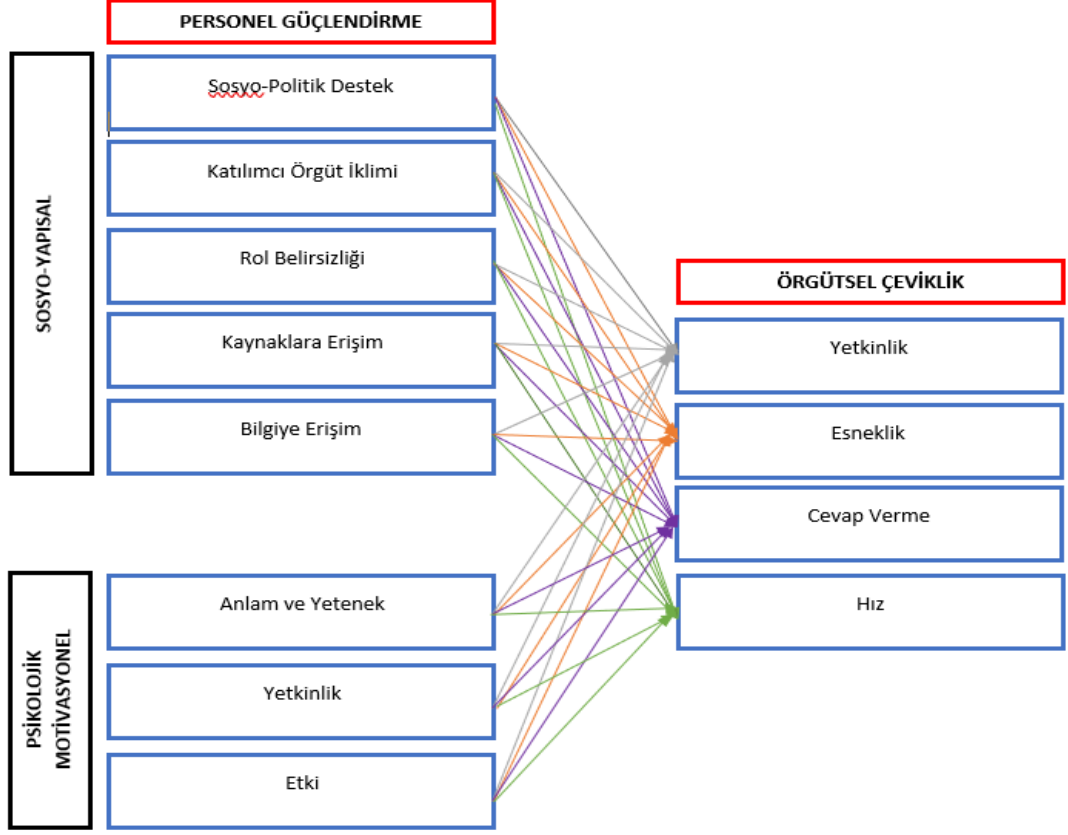 PERSONEL GÜÇLENDİRME
SOSYO-YAPISAL
Sosyo-Politik Destek
Katılımcı Örgüt İklimi
Rol Belirsizliği
Kaynaklara Erişim
Bilgiye Erişim
PSİKOLOJİK
MOTİVASYONEL
Anlam ve Yetenek
Yetkinlik
Etki
ÖRGÜTSEL ÇEVİKLİK
Yetkinlik
Esneklik
Cevap Verme
Hız